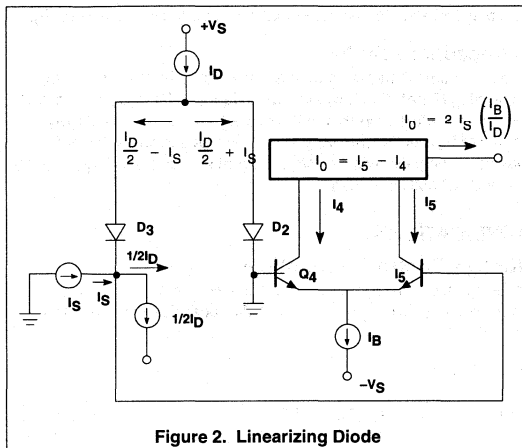 +VS
ID
I0 = 2 IS (IB/ID)
ID/2 − IS
ID/2 + IS
I0 = I5 − I4
I4
I5
D3
D2
1/2ID
Q4
I5
IS
IS
1/2ID
IB
−VS
Figure 2. Linearizing Diode